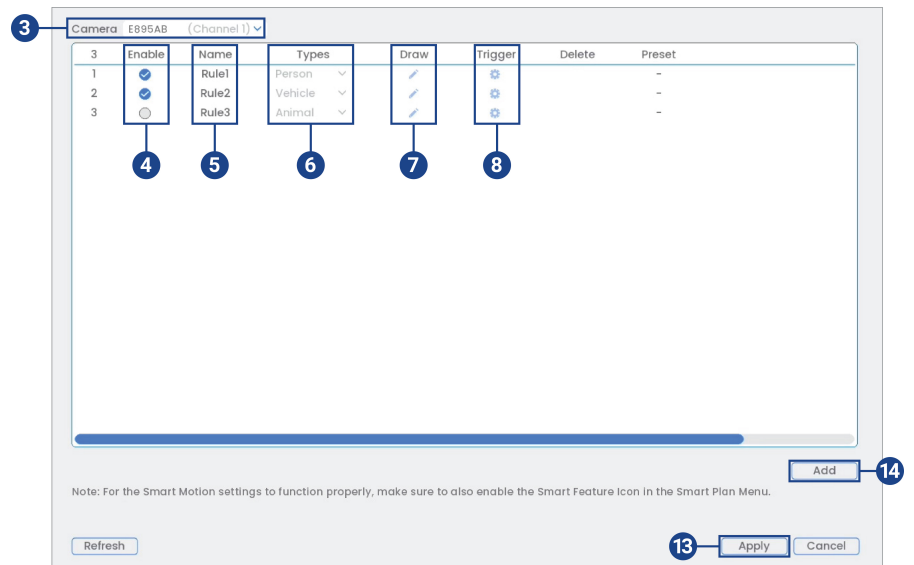 3 Camera E895AB (Channel 1)
3 Enable Name Types Draw Trigger Delete Preset
1 Rule1 Person -
2 Rule2 Vehicle -
3 Rule3 Animal -
4 5 6 7 8
Add 14
Note: For the Smart Motion settings to function properly, make sure to also enable the Smart Feature Icon in the Smart Plan Menu.
Refresh 13 Apply Cancel